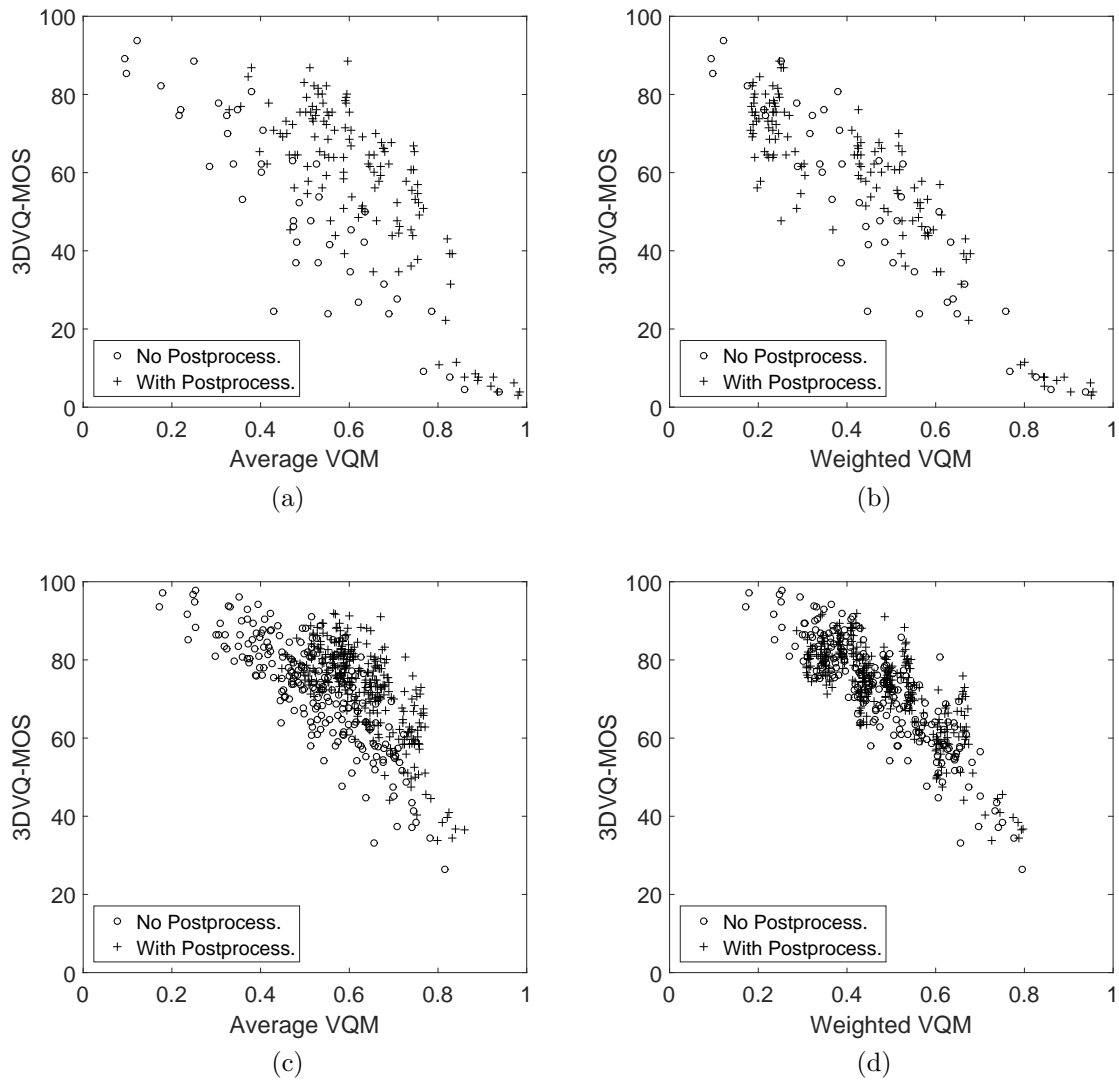 100
80
60
40
20
0
3DVQ-MOS
No Postprocess.
With Postprocess.
0 0.2 0.4 0.6 0.8 1
Average VQM
(a)
100
80
60
40
20
0
3DVQ-MOS
No Postprocess.
With Postprocess.
0 0.2 0.4 0.6 0.8 1
Weighted VQM
(b)
100
80
60
40
20
0
3DVQ-MOS
No Postprocess.
With Postprocess.
0 0.2 0.4 0.6 0.8 1
Average VQM
(c)
100
80
60
40
20
0
3DVQ-MOS
No Postprocess.
With Postprocess.
0 0.2 0.4 0.6 0.8 1
Weighted VQM
(d)